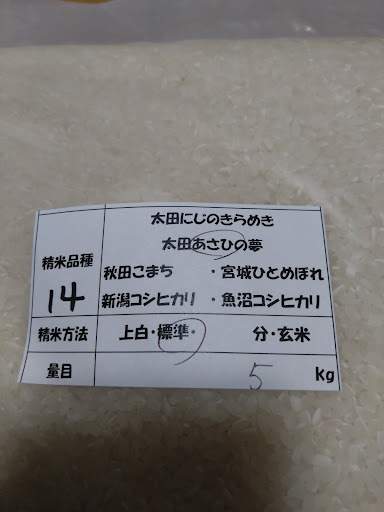 太田にじのきらめき
太田あさひの夢
精米品種
秋田こまち ・宮城ひとめぼれ
14
新潟コシヒカリ ・魚沼コシヒカリ
精米方法 上白・標準・ 分・玄米
量目 5 kg